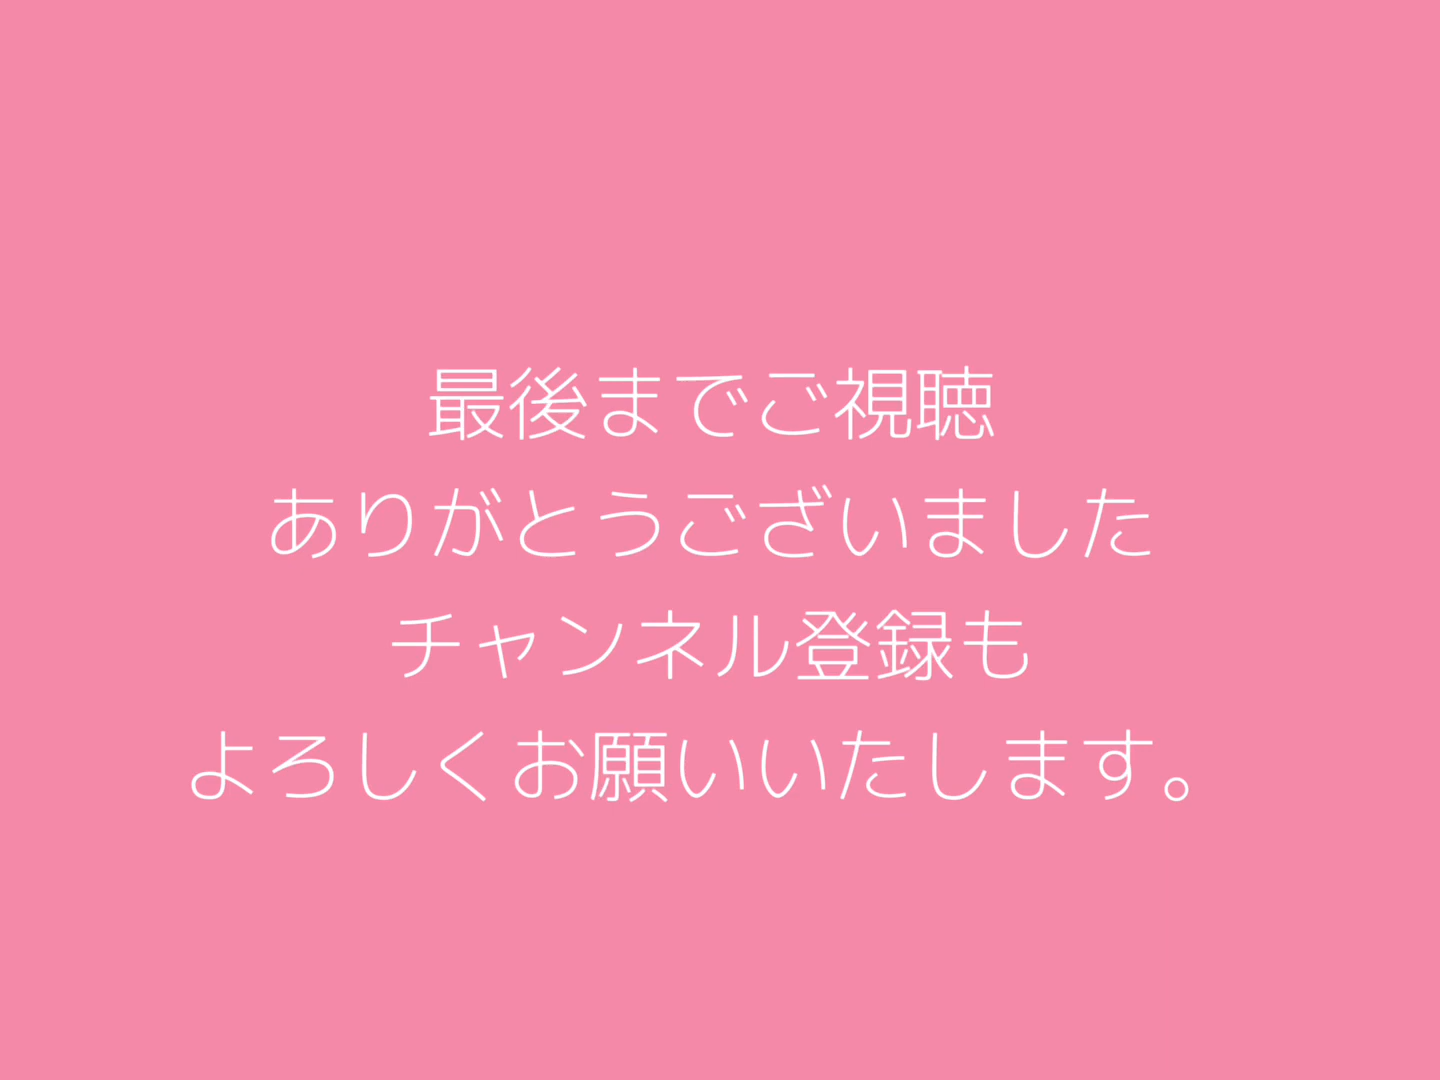 最後までご視聴
ありがとうございました
チャンネル登録も
よろしくお願いいたします。